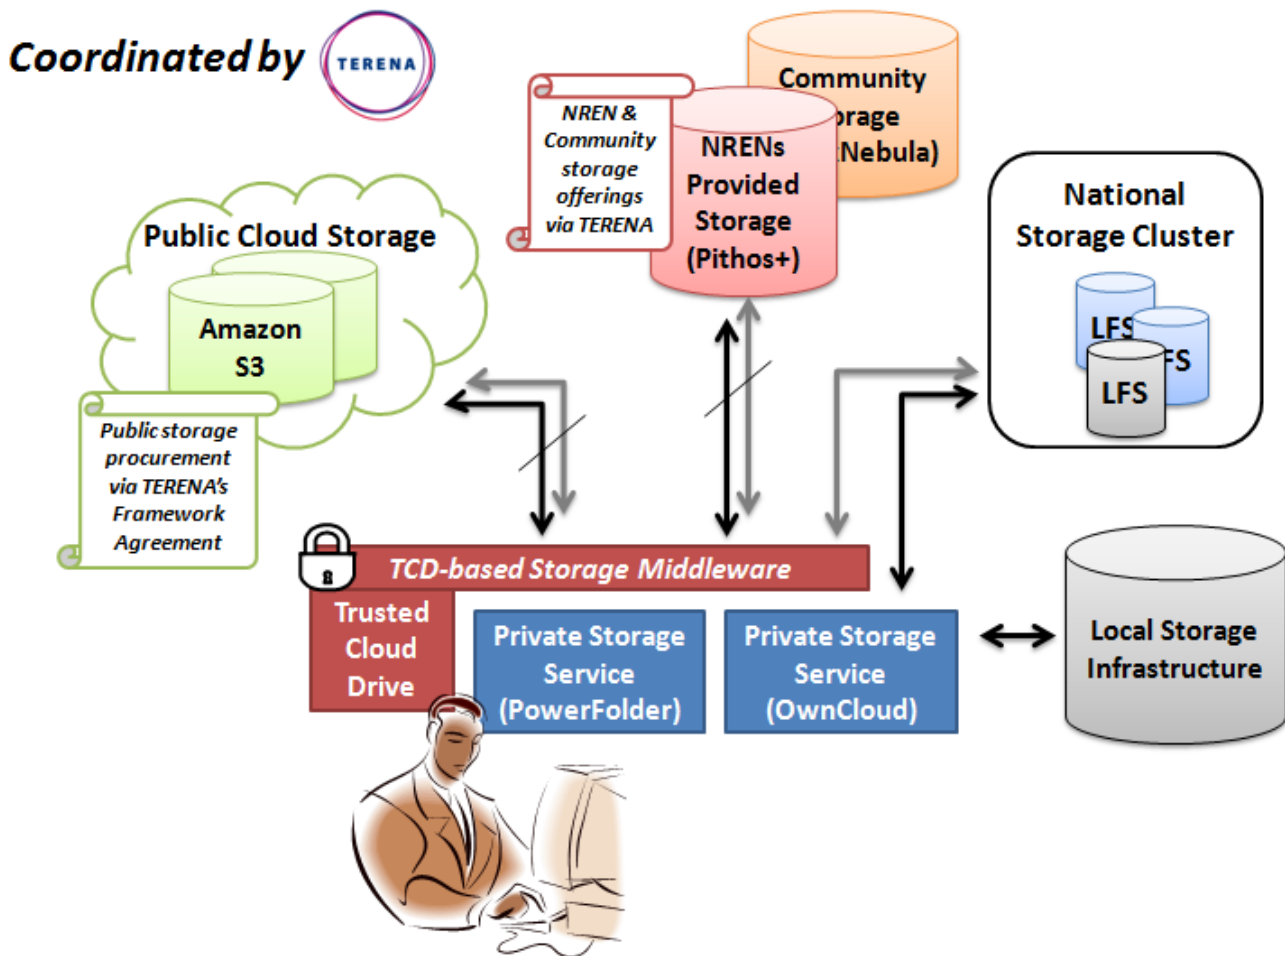 Coordinated by
TERENA
Community
NREN &
Community
storage
offerings
via TERENA
NRENs
Provided
Storage
(Pithos+)
National
Storage Cluster
LFS
LFS
Public Cloud Storage
Amazon
S3
Public storage
procurement
via TERENA's
Framework
Agreement
TCD-based Storage Middleware
Trusted
Cloud
Drive
Private Storage
Service
(PowerFolder)
Private Storage
Service
(OwnCloud)
Local Storage
Infrastructure